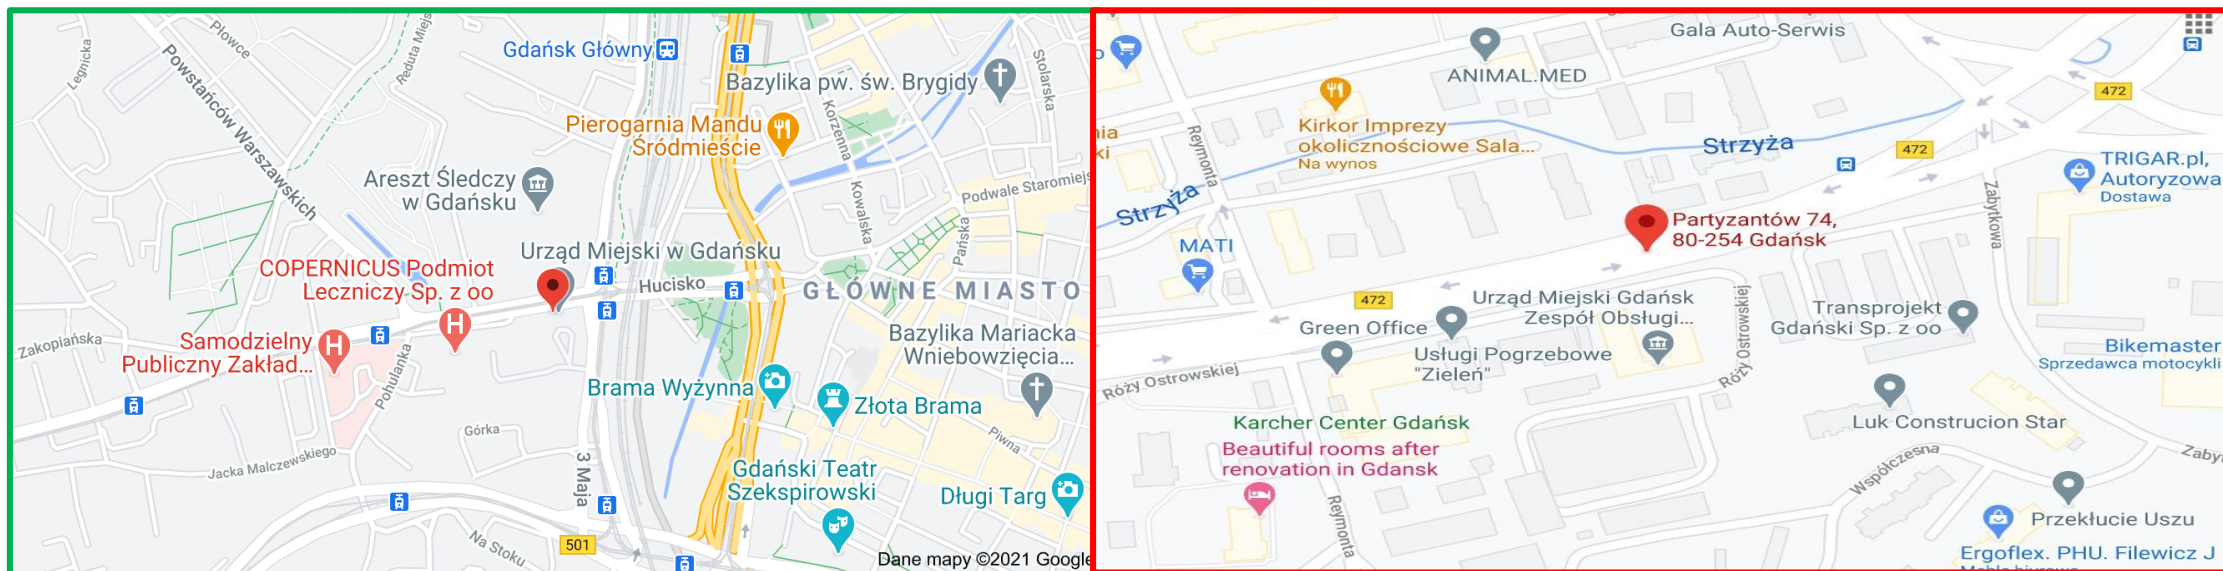 Legnicka
Płowce
Reduta Miejs
Powstańców Warszawskich
Gdańsk Główny
Bazylika pw. św. Brygidy
Stolarska
Pierogarnia Mandu
Śródmieście
Korzenna
Areszt Śledczy
w Gdańsku
Kowalska
Podwale Staromiejs
Pańska
Urząd Miejski w Gdańsku
COPERNICUS Podmiot
Leczniczy Sp. z oo
Hucisko
GŁÓWNE MIASTO
Zakopiańska
Samodzielny
Publiczny Zakład...
Pohulanka
Bazylika Mariacka
Wniebowzięcia...
Brama Wyżynna
Złota Brama
Górka
Piwna
Jacka Malczewskiego
3 Maja
Gdański Teatr
Szekspirowski
Długi Targ
Na Stoku
501
Dane mapy ©2021 Google
Gala Auto-Serwis
ANIMAL.MED
472
Kirkor Imprezy
okolicznościowe Sala...
Na wynos
Reymonta
Strzyża
472
TRIGAR.pl,
Autoryzowa
Dostawa
Zabytkowa
Strzyża
Partyzantów 74,
80-254 Gdańsk
MATI
472
Urząd Miejski Gdańsk
Zespół Obsługi...
Green Office
Transprojekt
Gdański Sp. z oo
Róży Ostrowskiej
Usługi Pogrzebowe
"Zieleń"
Bikemaster
Sprzedawca motocykli
Róży Ostrowskiej
Karcher Center Gdańsk
Luk Construcion Star
Beautiful rooms after
renovation in Gdansk
Współczesna
Zaby
Reymonta
Przekłucie Uszu
Ergoflex. PHU. Filewicz J